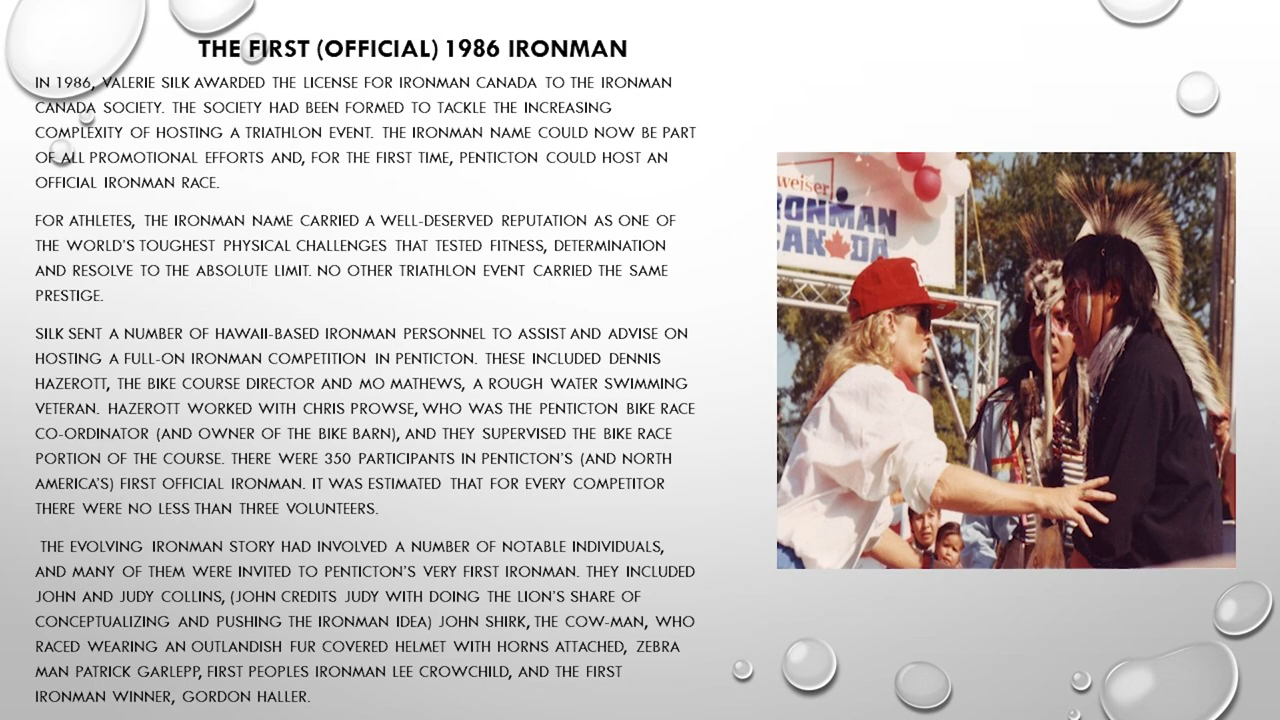 THE FIRST (OFFICIAL) 1986 IRONMAN
IN 1986, VALERIE SILK AWARDED THE LICENSE FOR IRONMAN CANADA TO THE IRONMAN
CANADA SOCIETY. THE SOCIETY HAD BEEN FORMED TO TACKLE THE INCREASING
COMPLEXITY OF HOSTING A TRIATHLON EVENT. THE IRONMAN NAME COULD NOW BE PART
OF ALL PROMOTIONAL EFFORTS AND, FOR THE FIRST TIME, PENTICTON COULD HOST AN
OFFICIAL IRONMAN RACE.
FOR ATHLETES, THE IRONMAN NAME CARRIED A WELL-DESERVED REPUTATION AS ONE OF
THE WORLD'S TOUGHEST PHYSICAL CHALLENGES THAT TESTED FITNESS, DETERMINATION
AND RESOLVE TO THE ABSOLUTE LIMIT. NO OTHER TRIATHLON EVENT CARRIED THE SAME
PRESTIGE.
SILK SENT A NUMBER OF HAWAII-BASED IRONMAN PERSONNEL TO ASSIST AND ADVISE ON
HOSTING A FULL-ON IRONMAN COMPETITION IN PENTICTON. THESE INCLUDED DENNIS
HAZEROTT, THE BIKE COURSE DIRECTOR AND MO MATHEWS, A ROUGH WATER SWIMMING
VETERAN. HAZEROTT WORKED WITH CHRIS PROWSE, WHO WAS THE PENTICTON BIKE RACE
CO-ORDINATOR (AND OWNER OF THE BIKE BARN), AND THEY SUPERVISED THE BIKE RACE
PORTION OF THE COURSE. THERE WERE 350 PARTICIPANTS IN PENTICTON'S (AND NORTH
AMERICA'S) FIRST OFFICIAL IRONMAN. IT WAS ESTIMATED THAT FOR EVERY COMPETITOR
THERE WERE NO LESS THAN THREE VOLUNTEERS.
THE EVOLVING IRONMAN STORY HAD INVOLVED A NUMBER OF NOTABLE INDIVIDUALS,
AND MANY OF THEM WERE INVITED TO PENTICTON'S VERY FIRST IRONMAN. THEY INCLUDED
JOHN AND JUDY COLLINS, (JOHN CREDITS JUDY WITH DOING THE LION'S SHARE OF
CONCEPTUALIZING AND PUSHING THE IRONMAN IDEA) JOHN SHIRK, THE COW-MAN, WHO
RACED WEARING AN OUTLANDISH FUR COVERED HELMET WITH HORNS ATTACHED, ZEBRA
MAN PATRICK GARLEPP, FIRST PEOPLES IRONMAN LEE CROWCHILD, AND THE FIRST
IRONMAN WINNER, GORDON HALLER.
weiser
RONMAN
CANADA